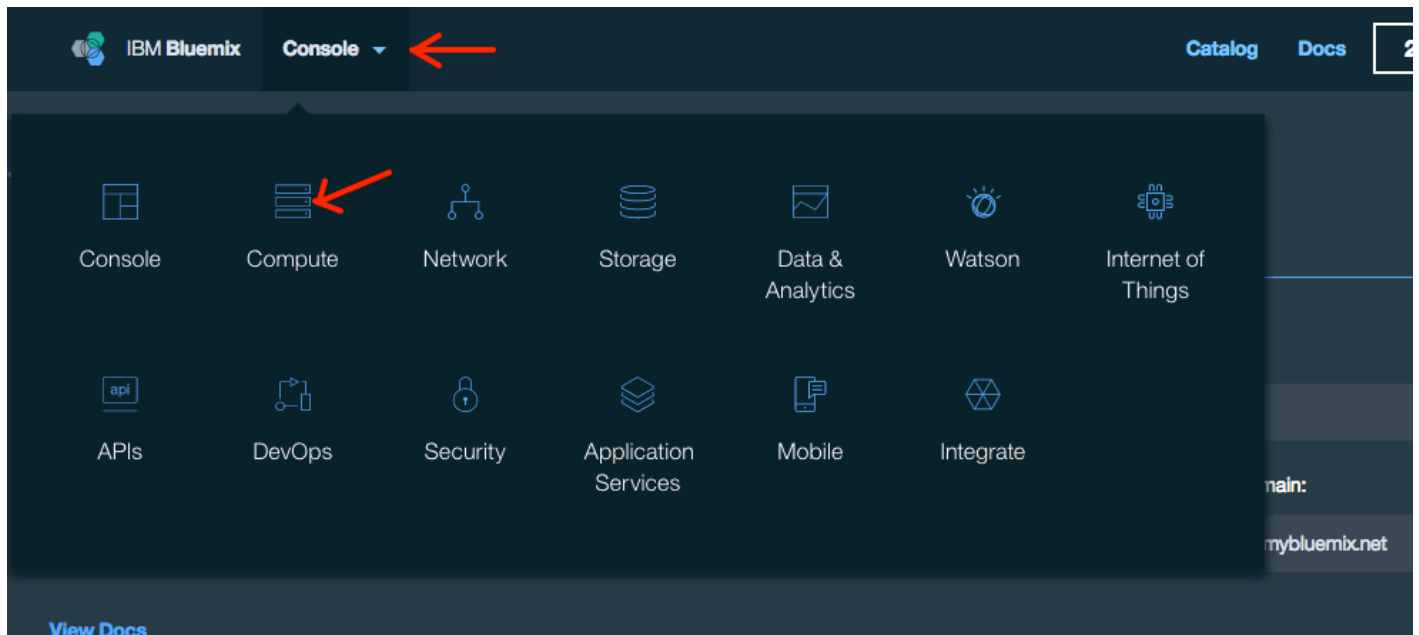 IBM Bluemix Console Catalog Docs 2
Console Compute Network Storage Data & Watson Internet of
Analytics Things
api
APIs DevOps Security Application Mobile Integrate
Services
main:
mybluemix.net
View Docs